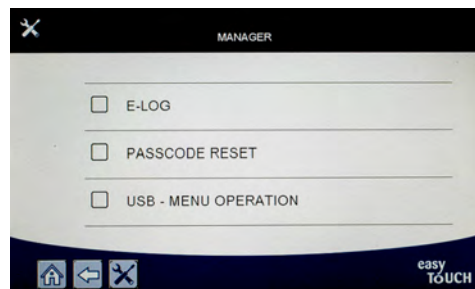 MANAGER
E-LOG
PASSCODE RESET
USB - MENU OPERATION
easy
TOUCH